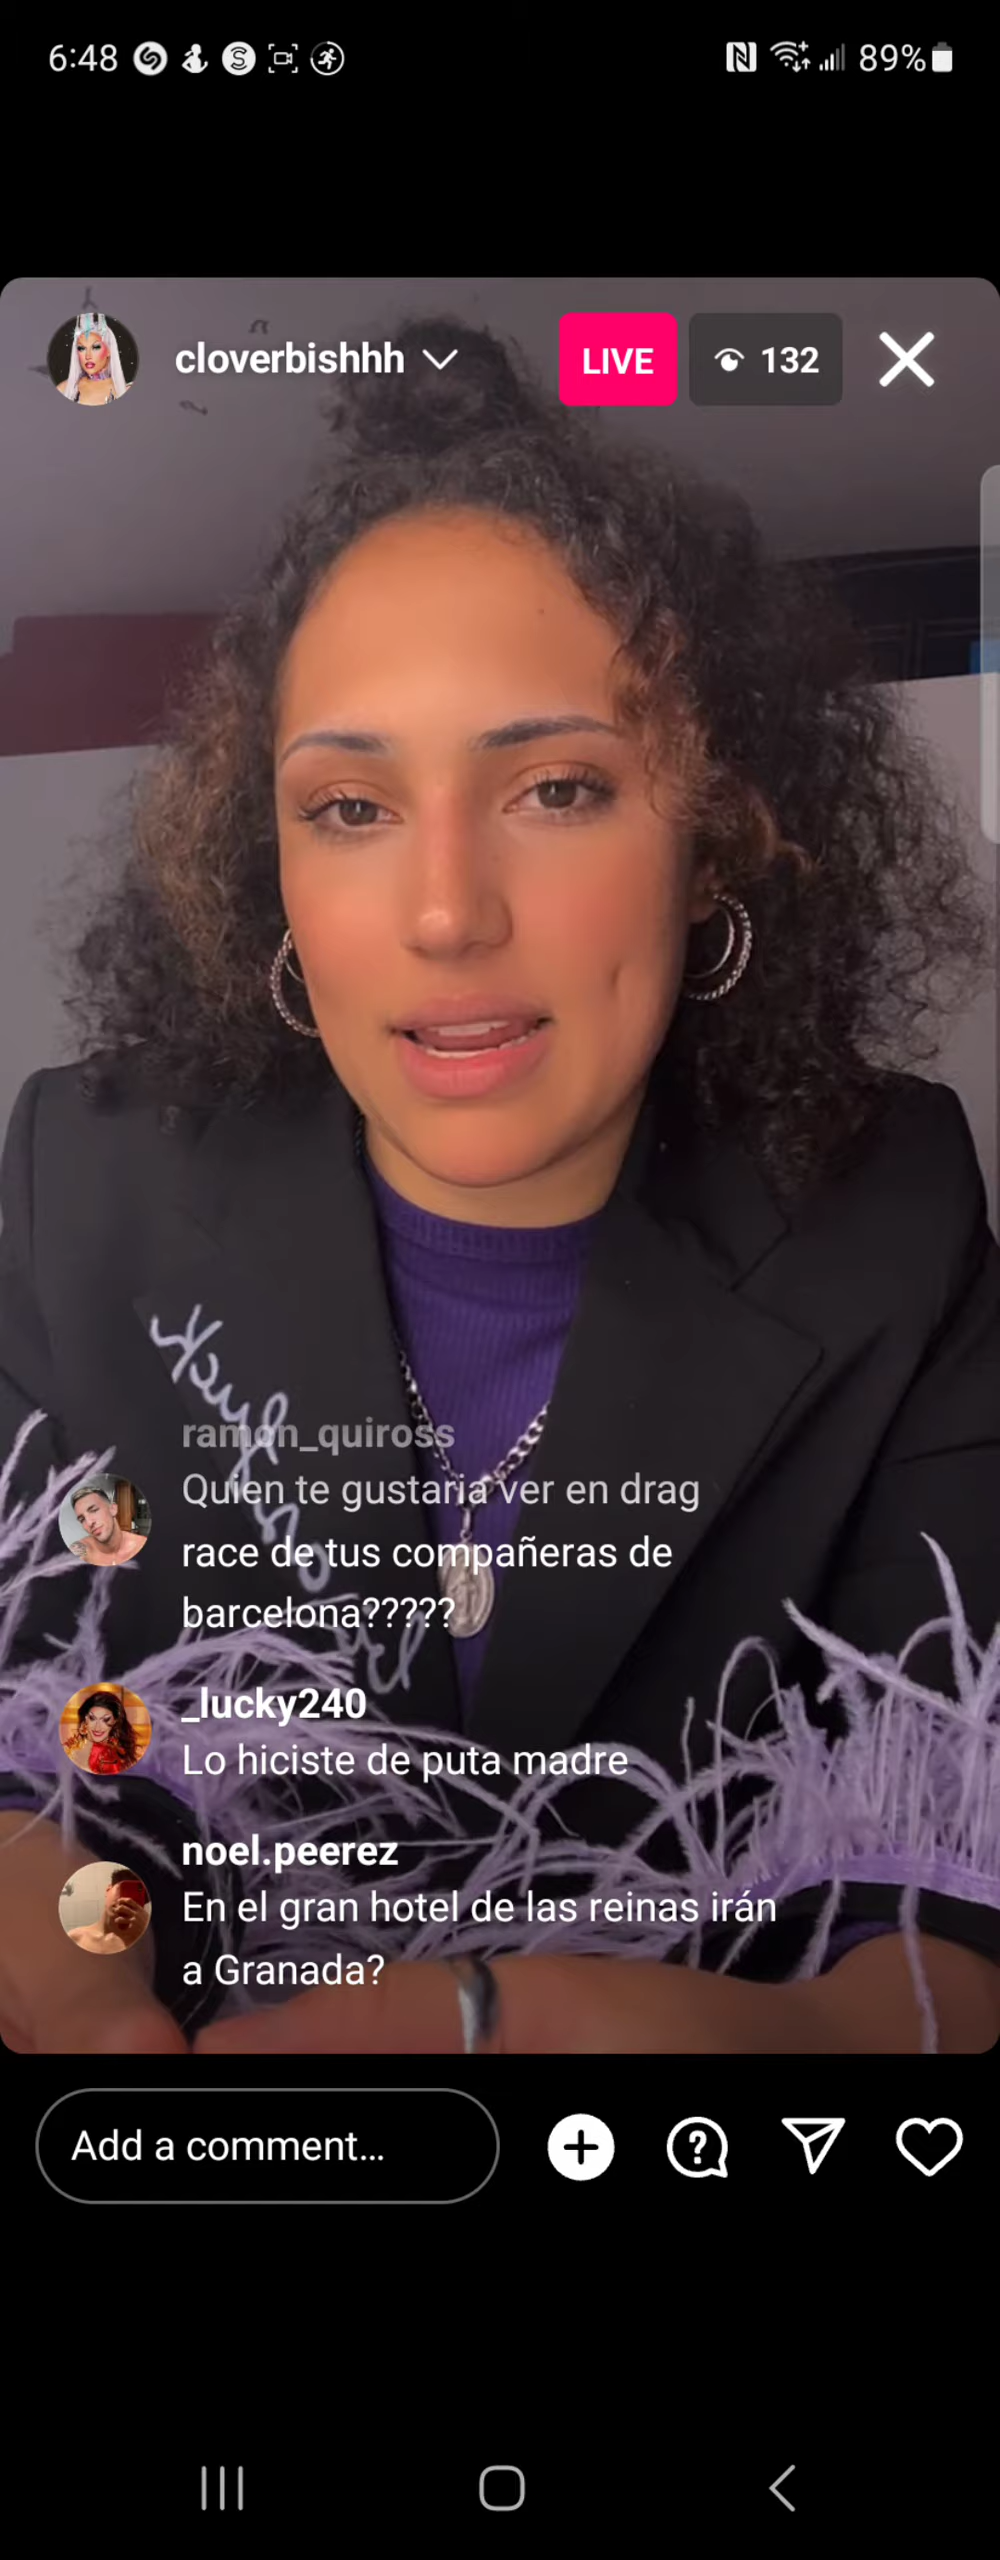 6:48
89%
cloverbishhh
LIVE
132
ramon_quiross
Quien te gustaria ver en drag
race de tus compañeras de
barcelona?????
_lucky240
Lo hiciste de puta madre
noel.peerez
En el gran hotel de las reinas irán
a Granada?
Add a comment...